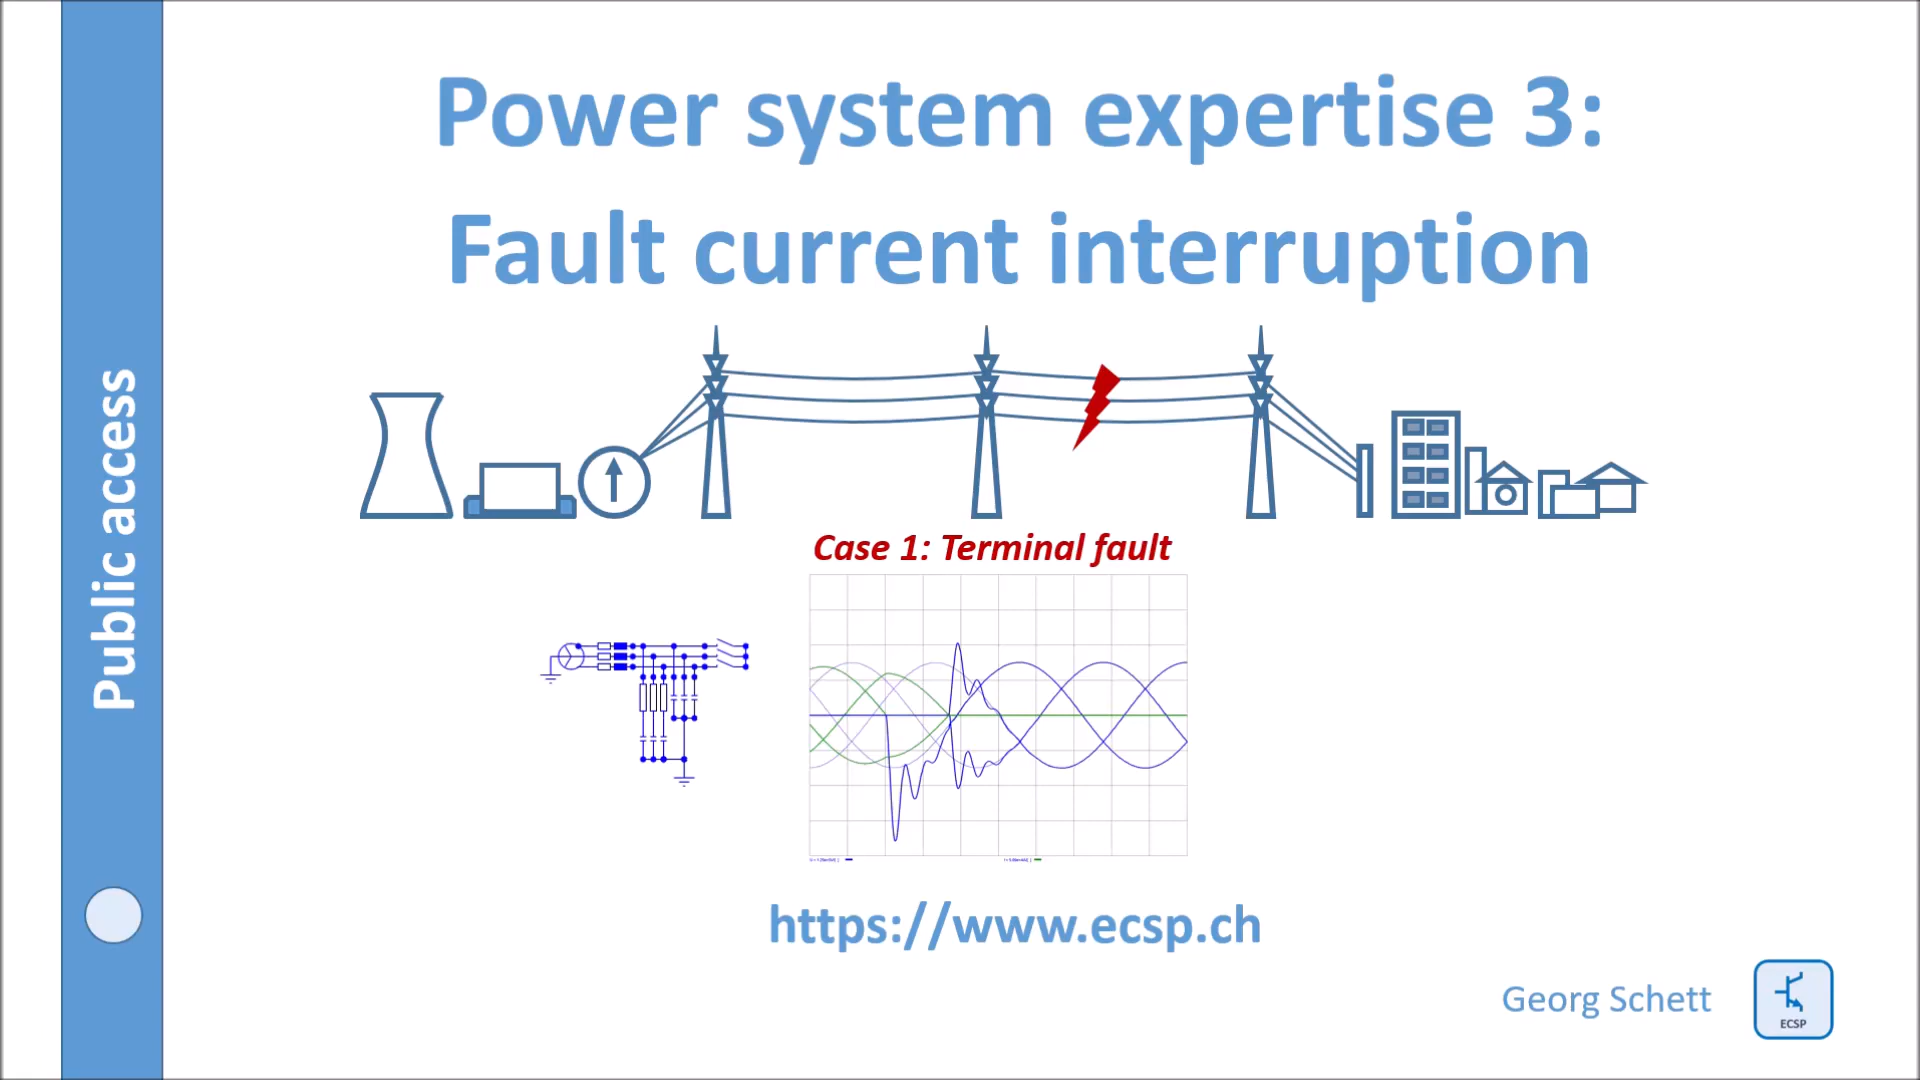 Power system expertise 3:
Fault current interruption
Public access
Case 1: Terminal fault
https://www.ecsp.ch
Georg Schett
ECSP